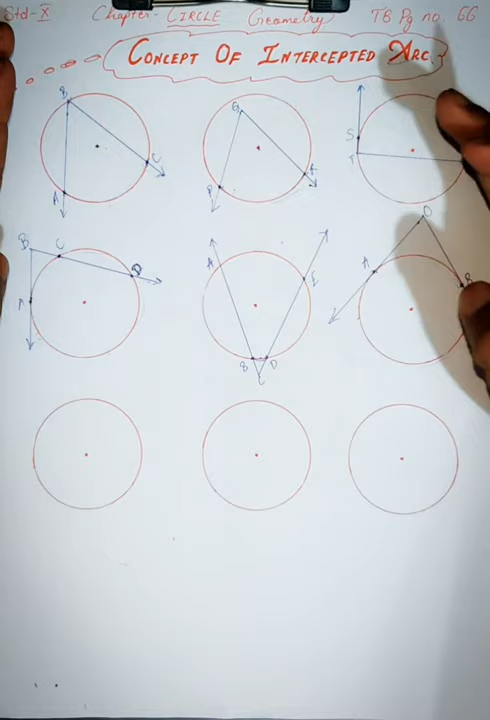 Std-X Chapter- CIRCLE Geometry TB Pg no. 66
CONCEPT OF INTERCEPTED ARC.
B
A
C
G
P
S
T
B
C
D
A
A
E
B
D
C
O
A
B